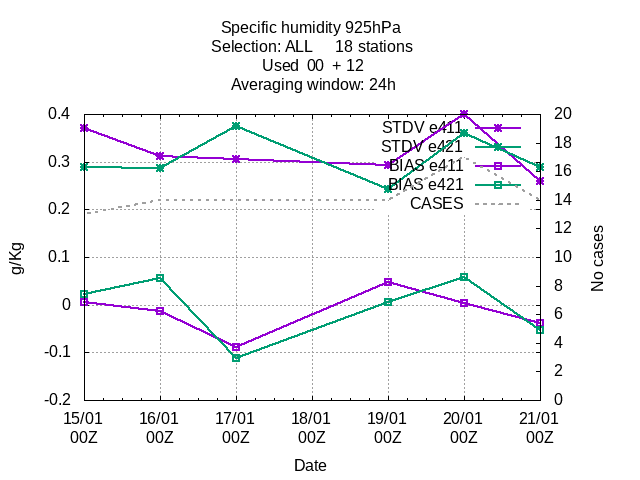 Specific humidity 925hPa
Selection: ALL 18 stations
Used 00 + 12
Averaging window: 24h
STDV e411
STDV e421
BIAS e411
BIAS e421
CASES
0.4
0.3
0.2
0.1
0
-0.1
-0.2
g/Kg
20
18
16
14
12
10
8
6
4
2
0
No cases
15/01 16/01 17/01 18/01 19/01 20/01 21/01
00Z 00Z 00Z 00Z 00Z 00Z 00Z
Date